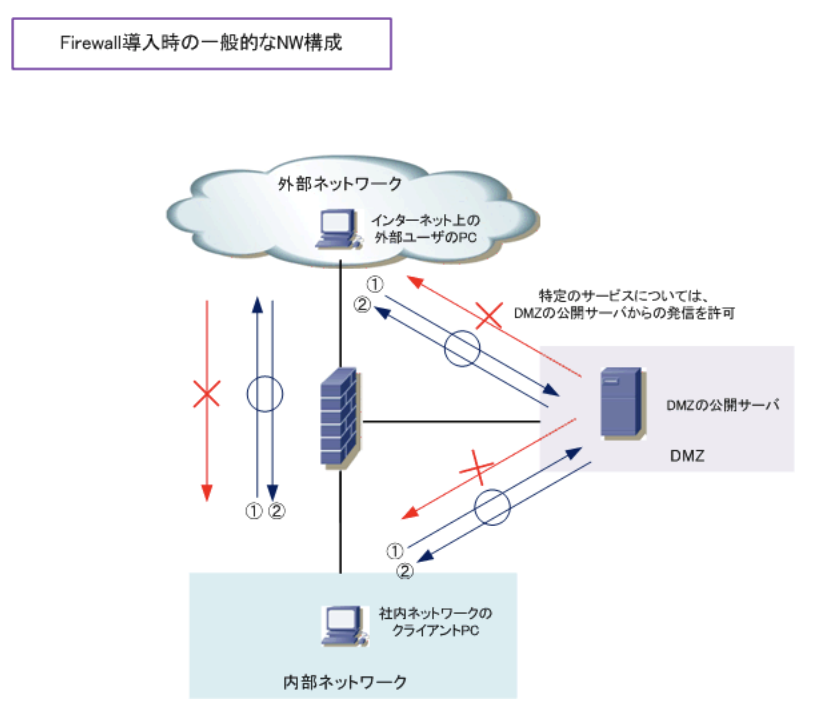 Firewall導入時の一般的なNW構成
外部ネットワーク
インターネット上の
外部ユーザのPC
①
②
特定のサービスについては、
DMZの公開サーバからの発信を許可
DMZの公開サーバ
DMZ
① ②
①
②
社内ネットワークの
クライアントPC
内部ネットワーク